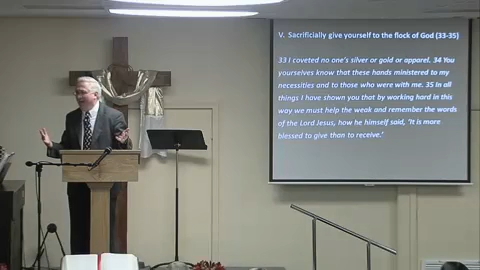 V. Sacrificially give yourself to the flock of God (33-35)
33 I coveted no one's silver or gold or apparel. 34 You
yourselves know that these hands ministered to my
necessities and to those who were with me. 35 In all
things I have shown you that by working hard in this
way we must help the weak and remember the words
of the Lord Jesus, how he himself said, 'It is more
blessed to give than to receive.'